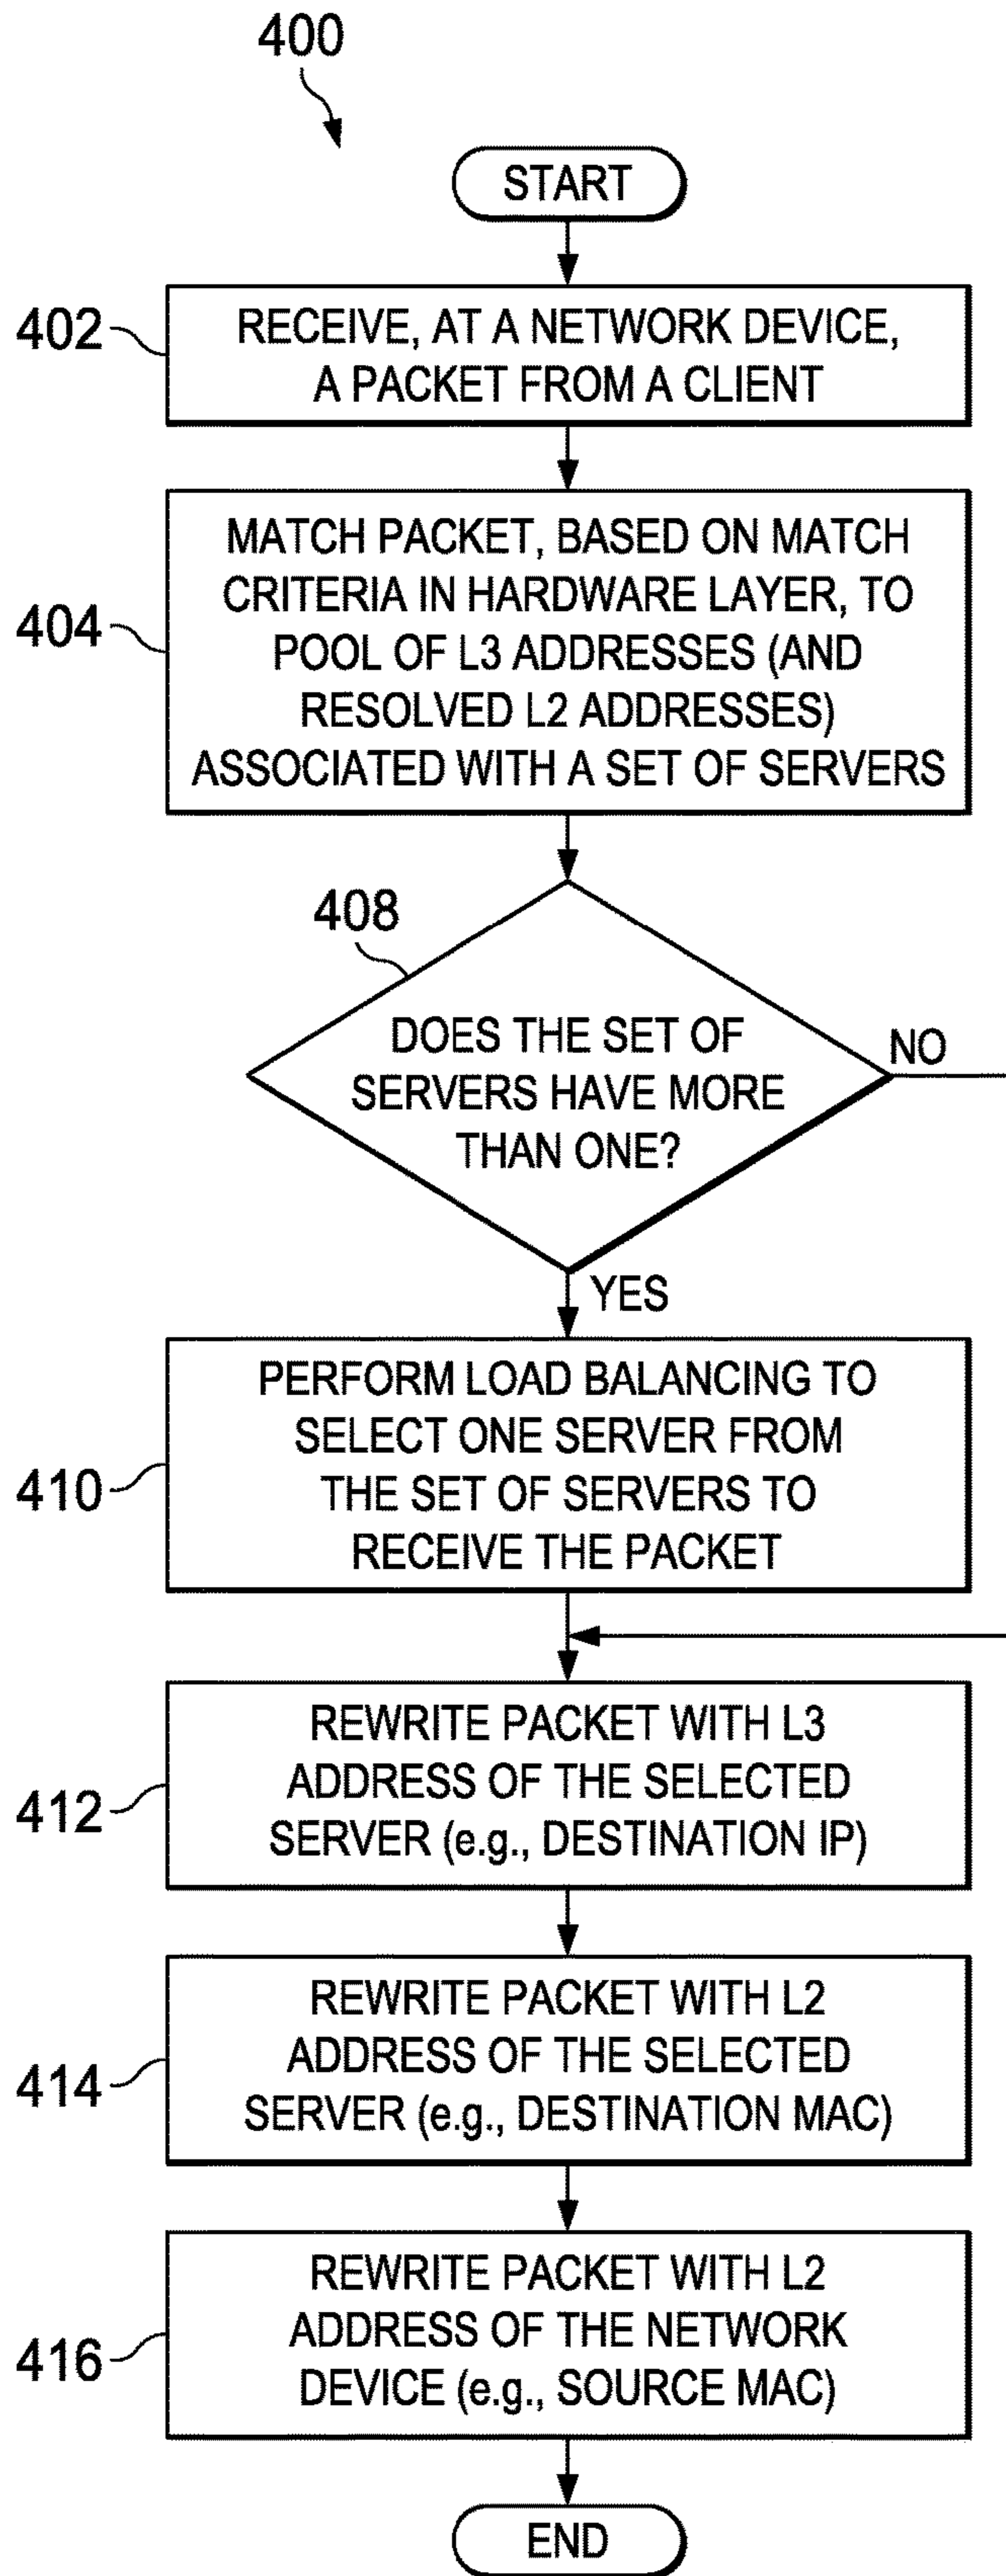 400
START
402
RECEIVE, AT A NETWORK DEVICE,
A PACKET FROM A CLIENT
404
MATCH PACKET, BASED ON MATCH
CRITERIA IN HARDWARE LAYER, TO
POOL OF L3 ADDRESSES (AND
RESOLVED L2 ADDRESSES)
ASSOCIATED WITH A SET OF SERVERS
408
DOES THE SET OF
SERVERS HAVE MORE
THAN ONE?
NO
YES
410
PERFORM LOAD BALANCING TO
SELECT ONE SERVER FROM
THE SET OF SERVERS TO
RECEIVE THE PACKET
412
REWRITE PACKET WITH L3
ADDRESS OF THE SELECTED
SERVER (e.g., DESTINATION IP)
414
REWRITE PACKET WITH L2
ADDRESS OF THE SELECTED
SERVER (e.g., DESTINATION MAC)
416
REWRITE PACKET WITH L2
ADDRESS OF THE NETWORK
DEVICE (e.g., SOURCE MAC)
END